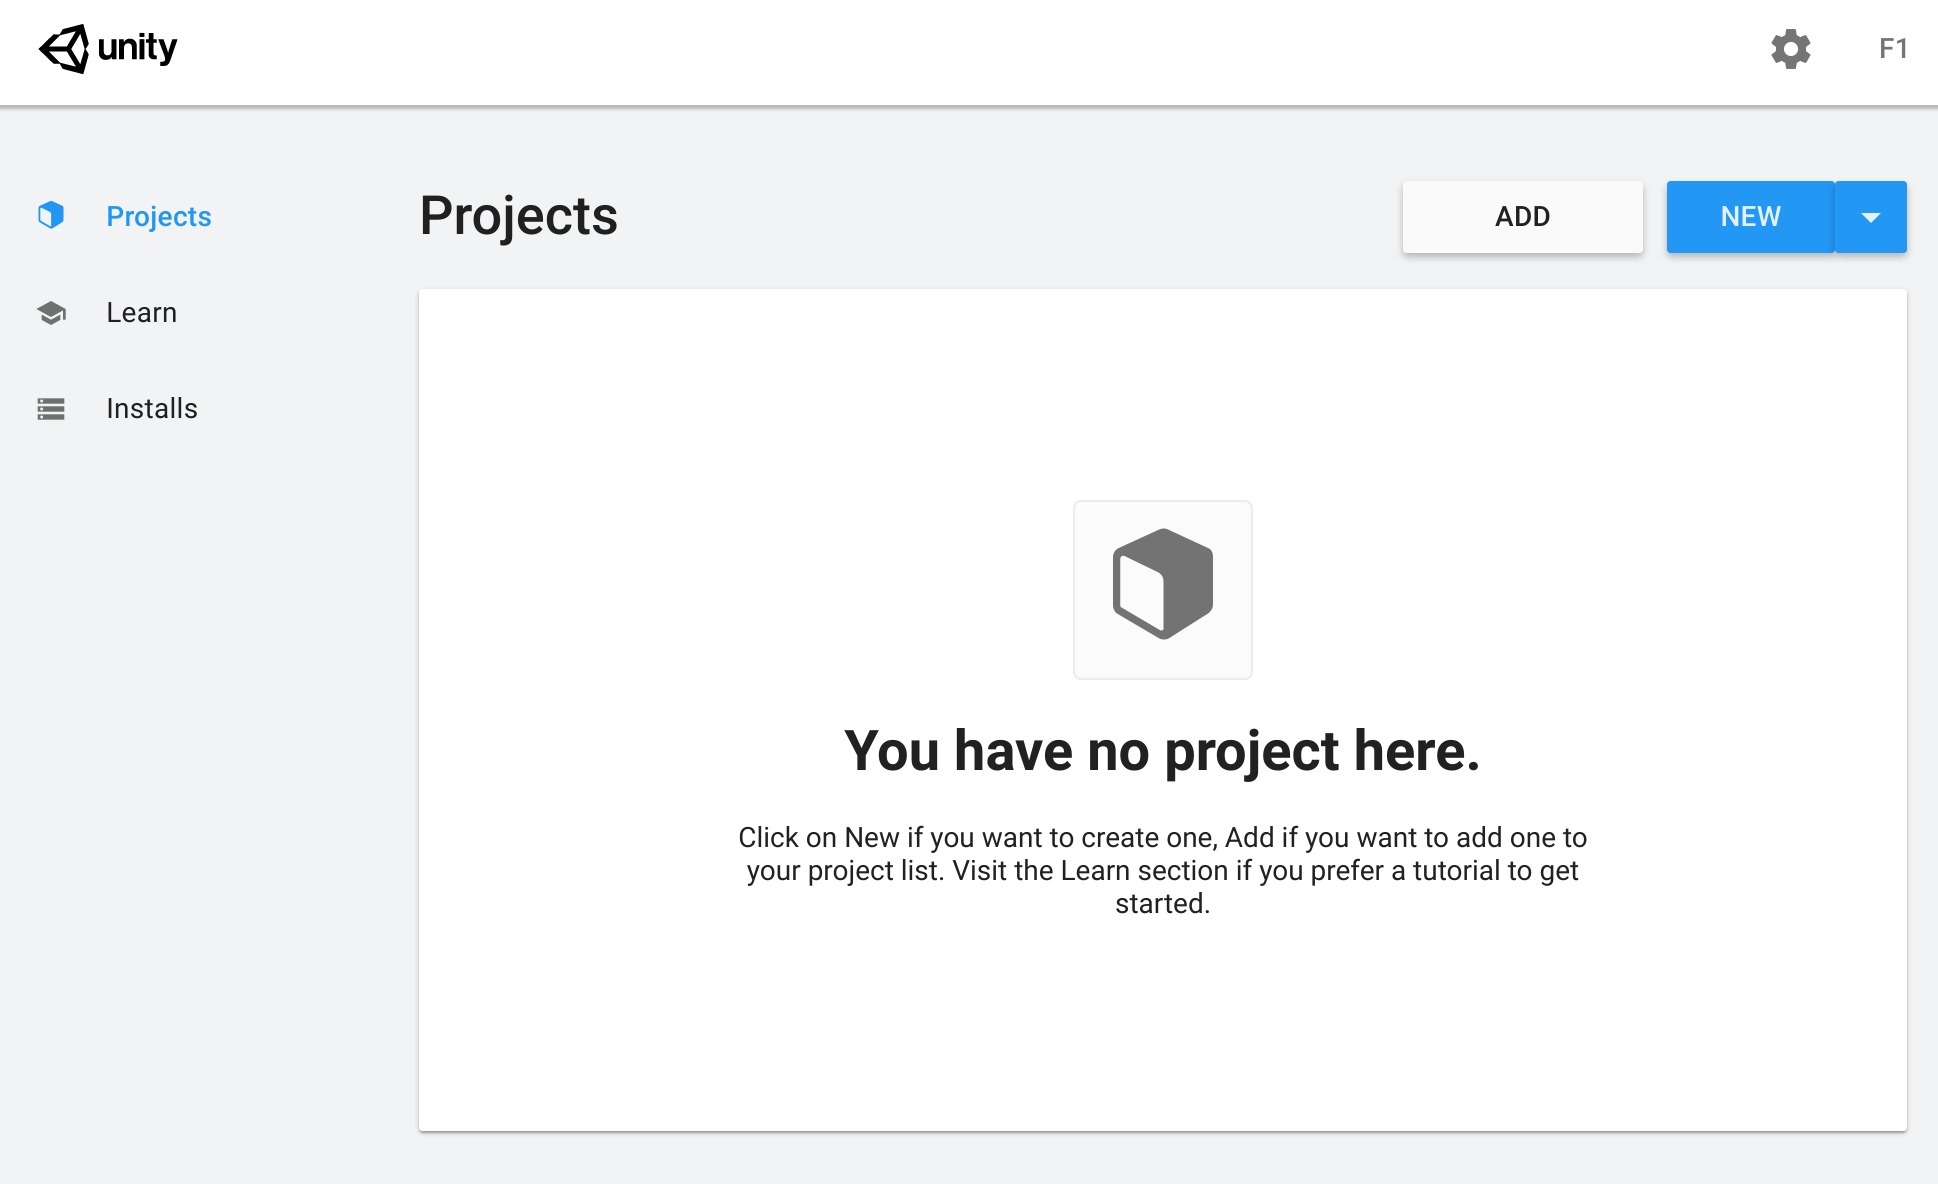 unity
F1
Projects
Learn
Installs
Projects
ADD
NEW
You have no project here.
Click on New if you want to create one, Add if you want to add one to
your project list. Visit the Learn section if you prefer a tutorial to get
started.